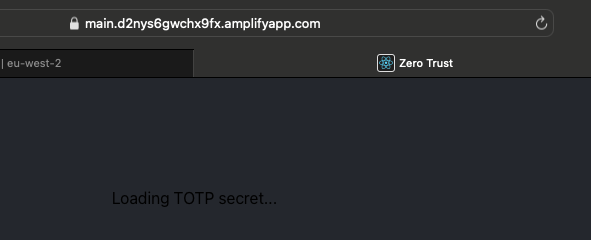 main.d2nys6gwchx9fx.amplifyapp.com
| eu-west-2
Zero Trust
Loading TOTP secret...